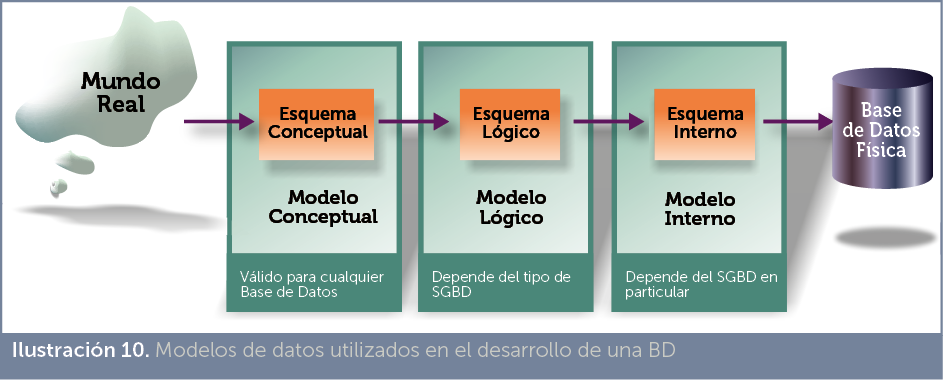 Mundo
Real
Esquema
Conceptual
Modelo
Conceptual
Válido para cualquier
Base de Datos
Esquema
Lógico
Modelo
Lógico
Depende del tipo de
SGBD
Esquema
Interno
Modelo
Interno
Depende del SGBD en
particular
Base
de Datos
Física
Ilustración 10. Modelos de datos utilizados en el desarrollo de una BD